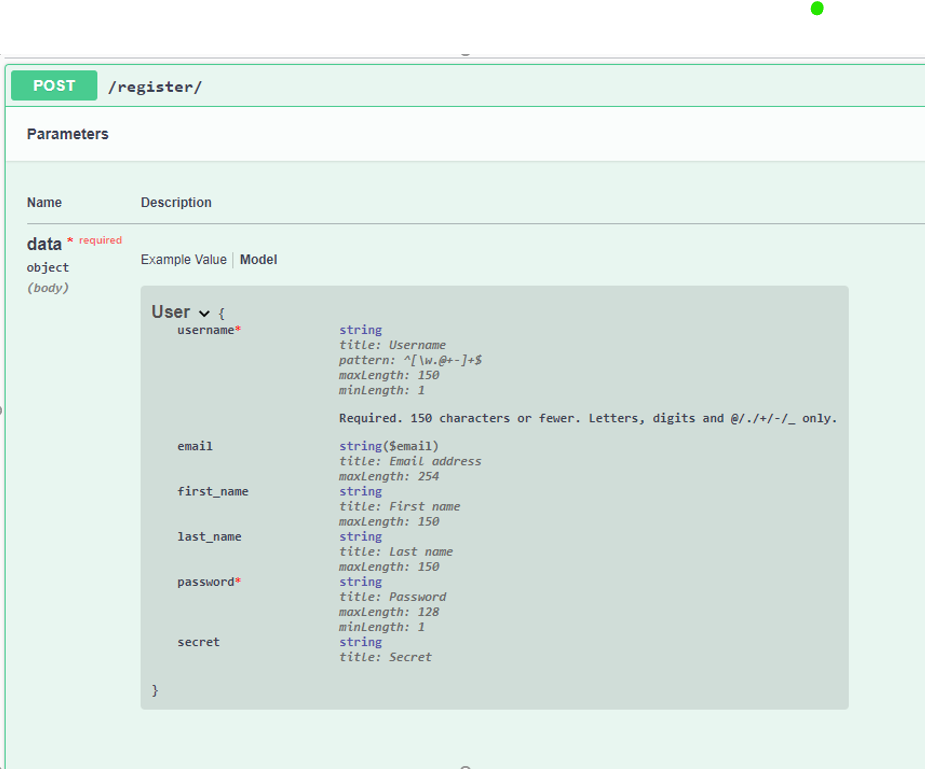 POST /register/
Parameters
Name Description
data * required
object
(body)
Example Value Model
User {
username* string
title: Username
pattern: ^[\w.@+-]+$
maxLength: 150
minLength: 1
Required. 150 characters or fewer. Letters, digits and @/./+/-/_ only.
email string($email)
title: Email address
maxLength: 254
first_name string
title: First name
maxLength: 150
last_name string
title: Last name
maxLength: 150
password* string
title: Password
maxLength: 128
minLength: 1
secret string
title: Secret
}